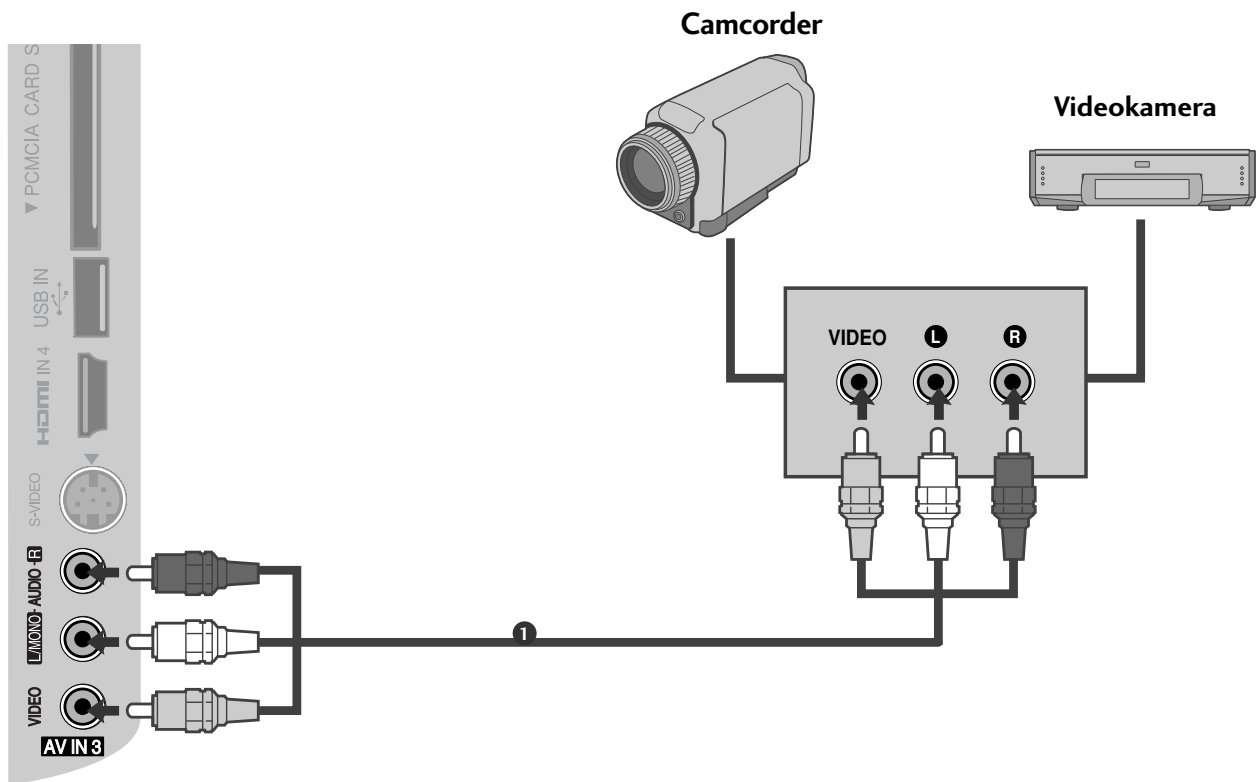 Camcorder
Videokamera
▼ PCMCIA CARD S
USB IN
HDMI IN 4
S-VIDEO
L/MONO - AUDIO - R
VIDEO
AV IN 3
VIDEO L R
1